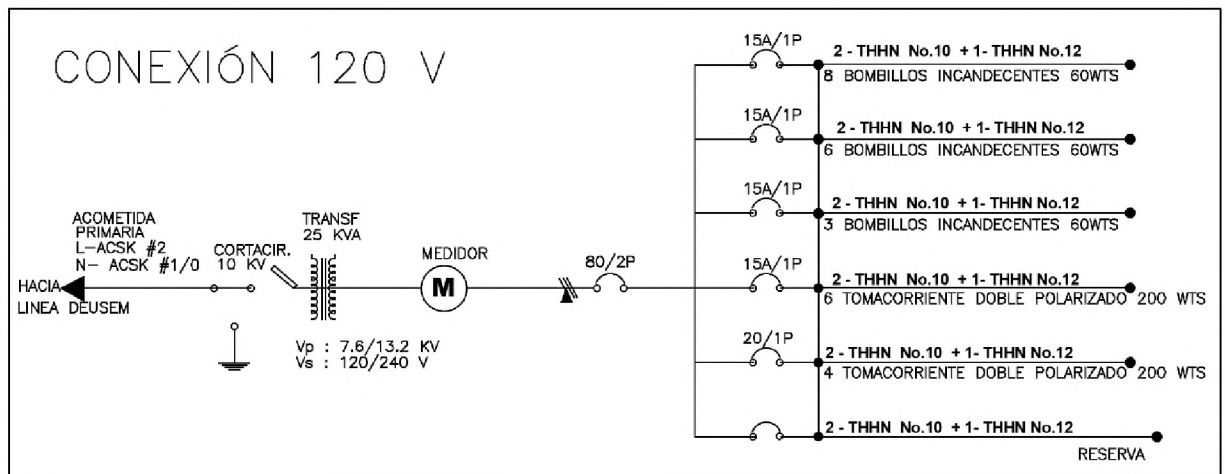 CONEXIÓN 120 V
ACOMETIDA
PRIMARIA
L-ACSK #2
N- ACSK #1/0
HACIA
LINEA DEUSEM
CORTACIR.
10 KV
TRANSF
25 KVA
Vp : 7.6/13.2 KV
Vs : 120/240 V
MEDIDOR
M
80/2P
15A/1P
2 - THHN No.10 + 1- THHN No.12
8 BOMBILLOS INCANDECENTES 60WTS
15A/1P
2 - THHN No.10 + 1- THHN No.12
6 BOMBILLOS INCANDECENTES 60WTS
15A/1P
2 - THHN No.10 + 1- THHN No.12
3 BOMBILLOS INCANDECENTES 60WTS
15A/1P
2 - THHN No.10 + 1- THHN No.12
6 TOMACORRIENTE DOBLE POLARIZADO 200 WTS
20/1P
2 - THHN No.10 + 1- THHN No.12
4 TOMACORRIENTE DOBLE POLARIZADO 200 WTS
2 - THHN No.10 + 1- THHN No.12
RESERVA